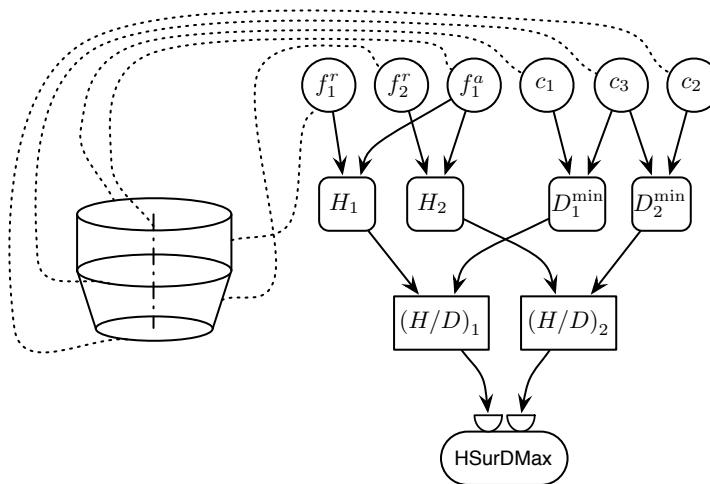 f_1^r f_2^r f_1^a c_1 c_3 c_2
H_1 H_2 D_1^min D_2^min
(H/D)_1 (H/D)_2
HSurDMax